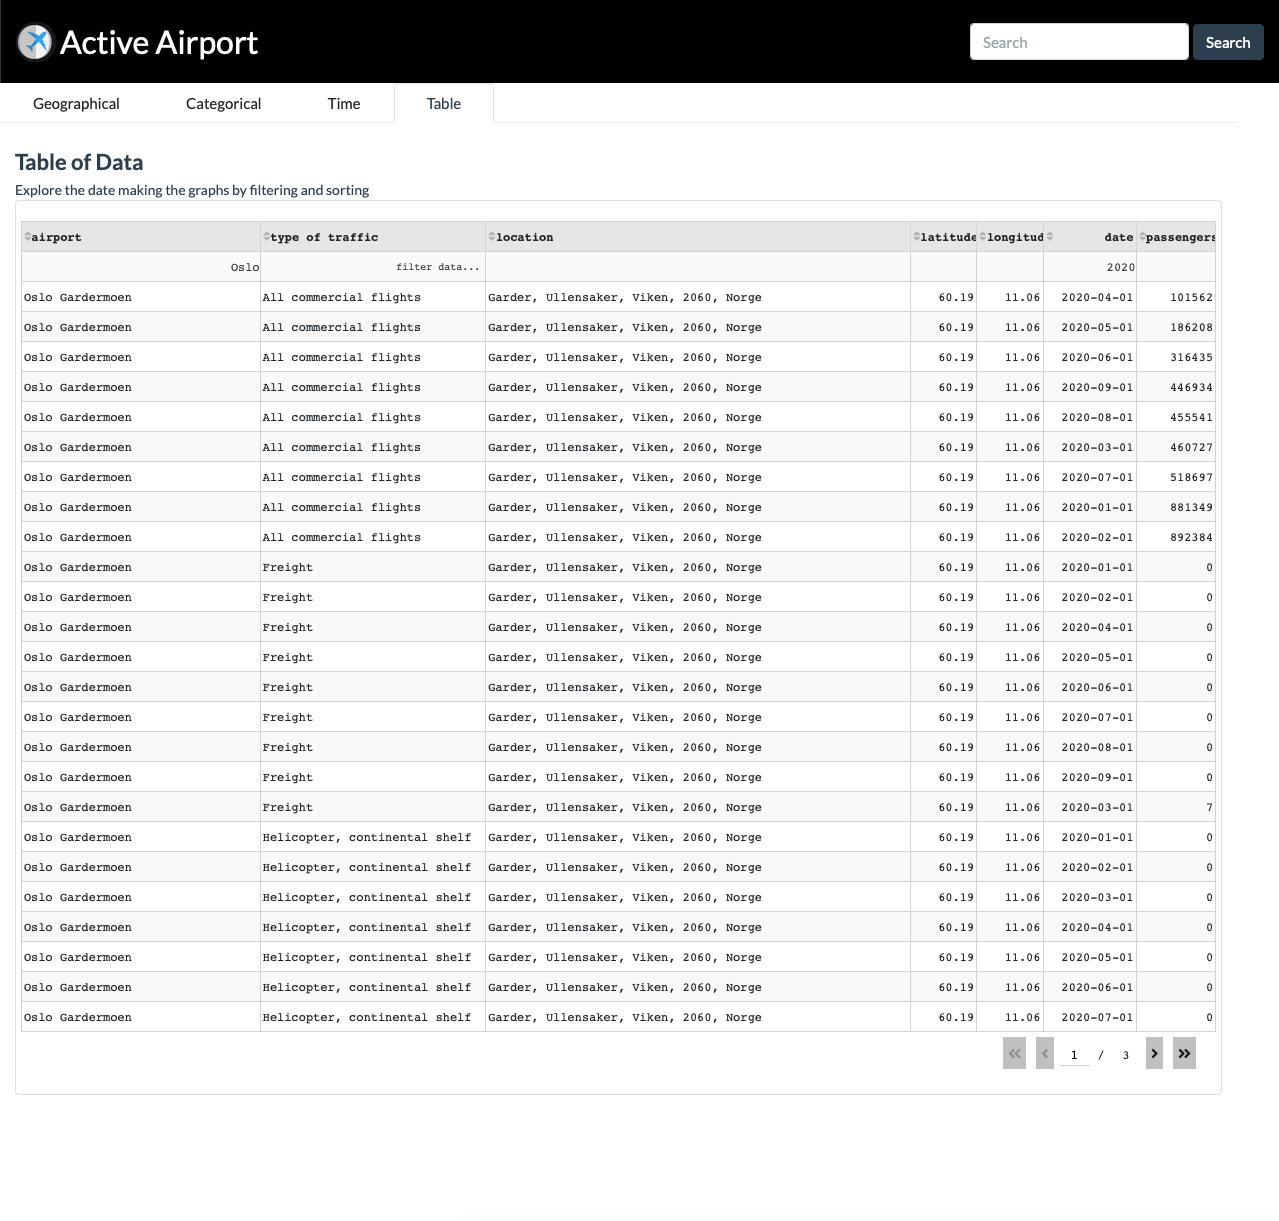 Active Airport
Search
Search
Geographical Categorical Time Table
Table of Data
Explore the date making the graphs by filtering and sorting
airport type of traffic location latitude longitud date passengers
Oslo filter data... 2020
Oslo Gardermoen All commercial flights Garder, Ullensaker, Viken, 2060, Norge 60.19 11.06 2020-04-01 101562
Oslo Gardermoen All commercial flights Garder, Ullensaker, Viken, 2060, Norge 60.19 11.06 2020-05-01 186208
Oslo Gardermoen All commercial flights Garder, Ullensaker, Viken, 2060, Norge 60.19 11.06 2020-06-01 316435
Oslo Gardermoen All commercial flights Garder, Ullensaker, Viken, 2060, Norge 60.19 11.06 2020-09-01 446934
Oslo Gardermoen All commercial flights Garder, Ullensaker, Viken, 2060, Norge 60.19 11.06 2020-08-01 455541
Oslo Gardermoen All commercial flights Garder, Ullensaker, Viken, 2060, Norge 60.19 11.06 2020-03-01 460727
Oslo Gardermoen All commercial flights Garder, Ullensaker, Viken, 2060, Norge 60.19 11.06 2020-07-01 518697
Oslo Gardermoen All commercial flights Garder, Ullensaker, Viken, 2060, Norge 60.19 11.06 2020-01-01 881349
Oslo Gardermoen All commercial flights Garder, Ullensaker, Viken, 2060, Norge 60.19 11.06 2020-02-01 892384
Oslo Gardermoen Freight Garder, Ullensaker, Viken, 2060, Norge 60.19 11.06 2020-01-01 0
Oslo Gardermoen Freight Garder, Ullensaker, Viken, 2060, Norge 60.19 11.06 2020-02-01 0
Oslo Gardermoen Freight Garder, Ullensaker, Viken, 2060, Norge 60.19 11.06 2020-04-01 0
Oslo Gardermoen Freight Garder, Ullensaker, Viken, 2060, Norge 60.19 11.06 2020-05-01 0
Oslo Gardermoen Freight Garder, Ullensaker, Viken, 2060, Norge 60.19 11.06 2020-06-01 0
Oslo Gardermoen Freight Garder, Ullensaker, Viken, 2060, Norge 60.19 11.06 2020-07-01 0
Oslo Gardermoen Freight Garder, Ullensaker, Viken, 2060, Norge 60.19 11.06 2020-08-01 0
Oslo Gardermoen Freight Garder, Ullensaker, Viken, 2060, Norge 60.19 11.06 2020-09-01 0
Oslo Gardermoen Freight Garder, Ullensaker, Viken, 2060, Norge 60.19 11.06 2020-03-01 7
Oslo Gardermoen Helicopter, continental shelf Garder, Ullensaker, Viken, 2060, Norge 60.19 11.06 2020-01-01 0
Oslo Gardermoen Helicopter, continental shelf Garder, Ullensaker, Viken, 2060, Norge 60.19 11.06 2020-02-01 0
Oslo Gardermoen Helicopter, continental shelf Garder, Ullensaker, Viken, 2060, Norge 60.19 11.06 2020-03-01 0
Oslo Gardermoen Helicopter, continental shelf Garder, Ullensaker, Viken, 2060, Norge 60.19 11.06 2020-04-01 0
Oslo Gardermoen Helicopter, continental shelf Garder, Ullensaker, Viken, 2060, Norge 60.19 11.06 2020-05-01 0
Oslo Gardermoen Helicopter, continental shelf Garder, Ullensaker, Viken, 2060, Norge 60.19 11.06 2020-06-01 0
Oslo Gardermoen Helicopter, continental shelf Garder, Ullensaker, Viken, 2060, Norge 60.19 11.06 2020-07-01 0
1 / 3